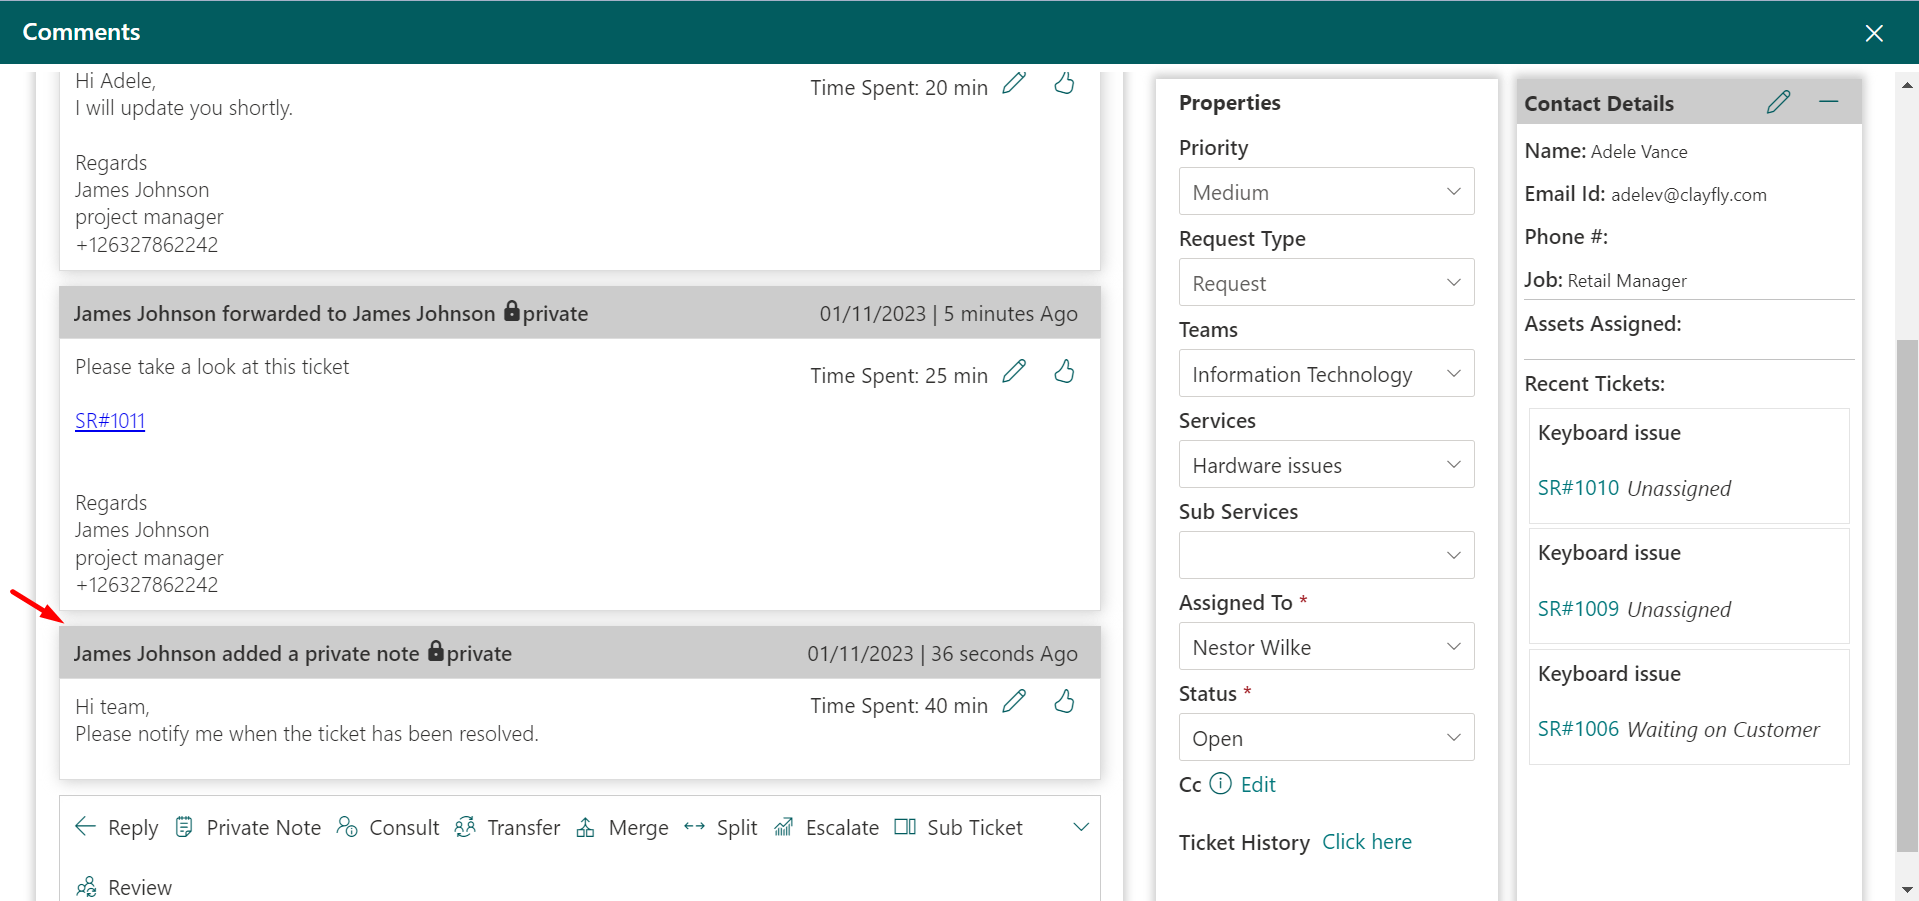 Comments
Hi Adele,
I will update you shortly.
Time Spent: 20 min
Regards
James Johnson
project manager
+126327862242
James Johnson forwarded to James Johnson private
01/11/2023 | 5 minutes Ago
Please take a look at this ticket
Time Spent: 25 min
SR#1011
Regards
James Johnson
project manager
+126327862242
James Johnson added a private note private
01/11/2023 | 36 seconds Ago
Hi team,
Time Spent: 40 min
Please notify me when the ticket has been resolved.
Reply Private Note Consult Transfer Merge Split Escalate Sub Ticket
Review
Properties
Priority
Medium
Request Type
Request
Teams
Information Technology
Services
Hardware issues
Sub Services
Assigned To *
Nestor Wilke
Status *
Open
Cc Edit
Ticket History Click here
Contact Details
Name: Adele Vance
Email Id: adelev@clayfly.com
Phone #:
Job: Retail Manager
Assets Assigned:
Recent Tickets:
Keyboard issue
SR#1010 Unassigned
Keyboard issue
SR#1009 Unassigned
Keyboard issue
SR#1006 Waiting on Customer